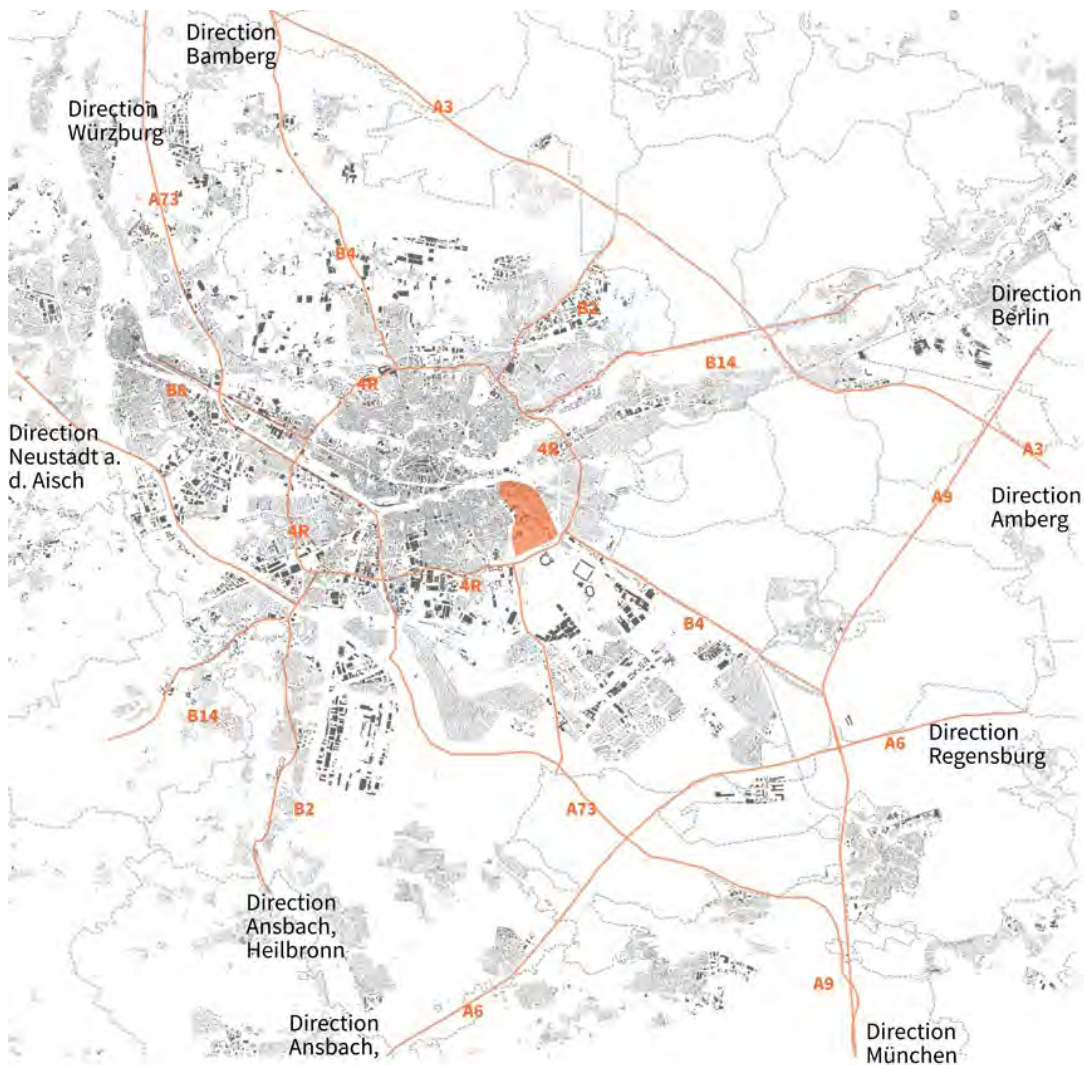 Direction
Bamberg
Direction
Würzburg
A3
A73
B4
Direction
Berlin
B2
B14
4R
B8
Direction
Neustadt a.
d. Aisch
4R
A3
A9
Direction
Amberg
4R
4R
B4
B14
Direction
Regensburg
A6
B2
A73
Direction
Ansbach,
Heilbronn
A9
A6
Direction
Ansbach,
Direction
München